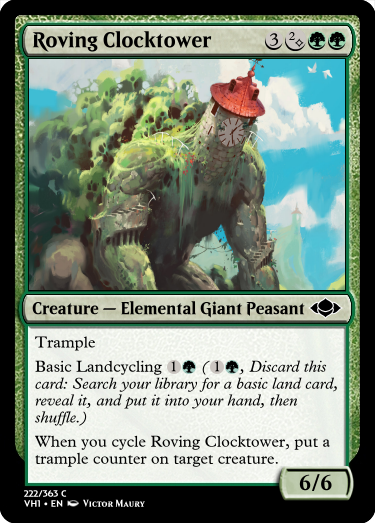 Roving Clocktower 3 2
Creature — Elemental Giant Peasant
Trample
Basic Landcycling 1 (1, Discard this
card: Search your library for a basic land card,
reveal it, and put it into your hand, then
shuffle.)
When you cycle Roving Clocktower, put a
trample counter on target creature.
6/6
222/363 C
VH1 • EN Victor Maury